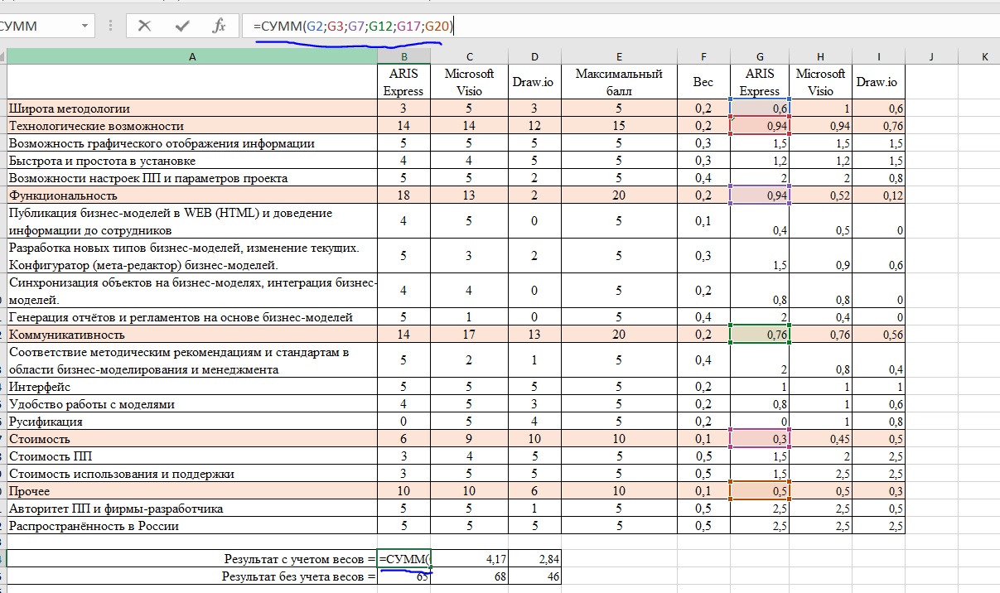 СУММ =СУММ(G2;G3;G7;G12;G17;G20)
A B C D E F G H I J K
ARIS Express Microsoft Visio Draw.io Максимальный балл Вес ARIS Express Microsoft Visio Draw.io
Широта методологии 3 5 3 5 0,2 0,6 1 0,6
Технологические возможности 14 14 12 15 0,2 0,94 0,94 0,76
Возможность графического отображения информации 5 5 5 5 0,3 1,5 1,5 1,5
Быстрота и простота в установке 4 4 5 5 0,3 1,2 1,2 1,5
Возможности настроек ПП и параметров проекта 5 5 2 5 0,4 2 2 0,8
Функциональность 18 13 2 20 0,2 0,94 0,52 0,12
Публикация бизнес-моделей в WEB (HTML) и доведение
информации до сотрудников 4 5 0 5 0,1 0,4 0,5 0
Разработка новых типов бизнес-моделей, изменение текущих.
Конфигуратор (мета-редактор) бизнес-моделей. 5 3 2 5 0,3 1,5 0,9 0,6
Синхронизация объектов на бизнес-моделях, интеграция бизнес-
моделей. 4 4 0 5 0,2 0,8 0,8 0
Генерация отчётов и регламентов на основе бизнес-моделей 5 1 0 5 0,4 2 0,4 0
Коммуникативность 14 17 13 20 0,2 0,76 0,76 0,56
Соответствие методическим рекомендациям и стандартам в
области бизнес-моделирования и менеджмента 5 2 1 5 0,4 2 0,8 0,4
Интерфейс 5 5 5 5 0,2 1 1 1
Удобство работы с моделями 4 5 3 5 0,2 0,8 1 0,6
Русификация 0 5 4 5 0,2 0 1 0,8
Стоимость 6 9 10 10 0,1 0,3 0,45 0,5
Стоимость ПП 3 4 5 5 0,5 1,5 2 2,5
Стоимость использования и поддержки 3 5 5 5 0,5 1,5 2,5 2,5
Прочее 10 10 6 10 0,1 0,5 0,5 0,3
Авторитет ПП и фирмы-разработчика 5 5 1 5 0,5 2,5 2,5 0,5
Распространённость в России 5 5 5 5 0,5 2,5 2,5 2,5
Результат с учетом весов = =СУММ( 4,17 2,84
Результат без учета весов = 65 68 46